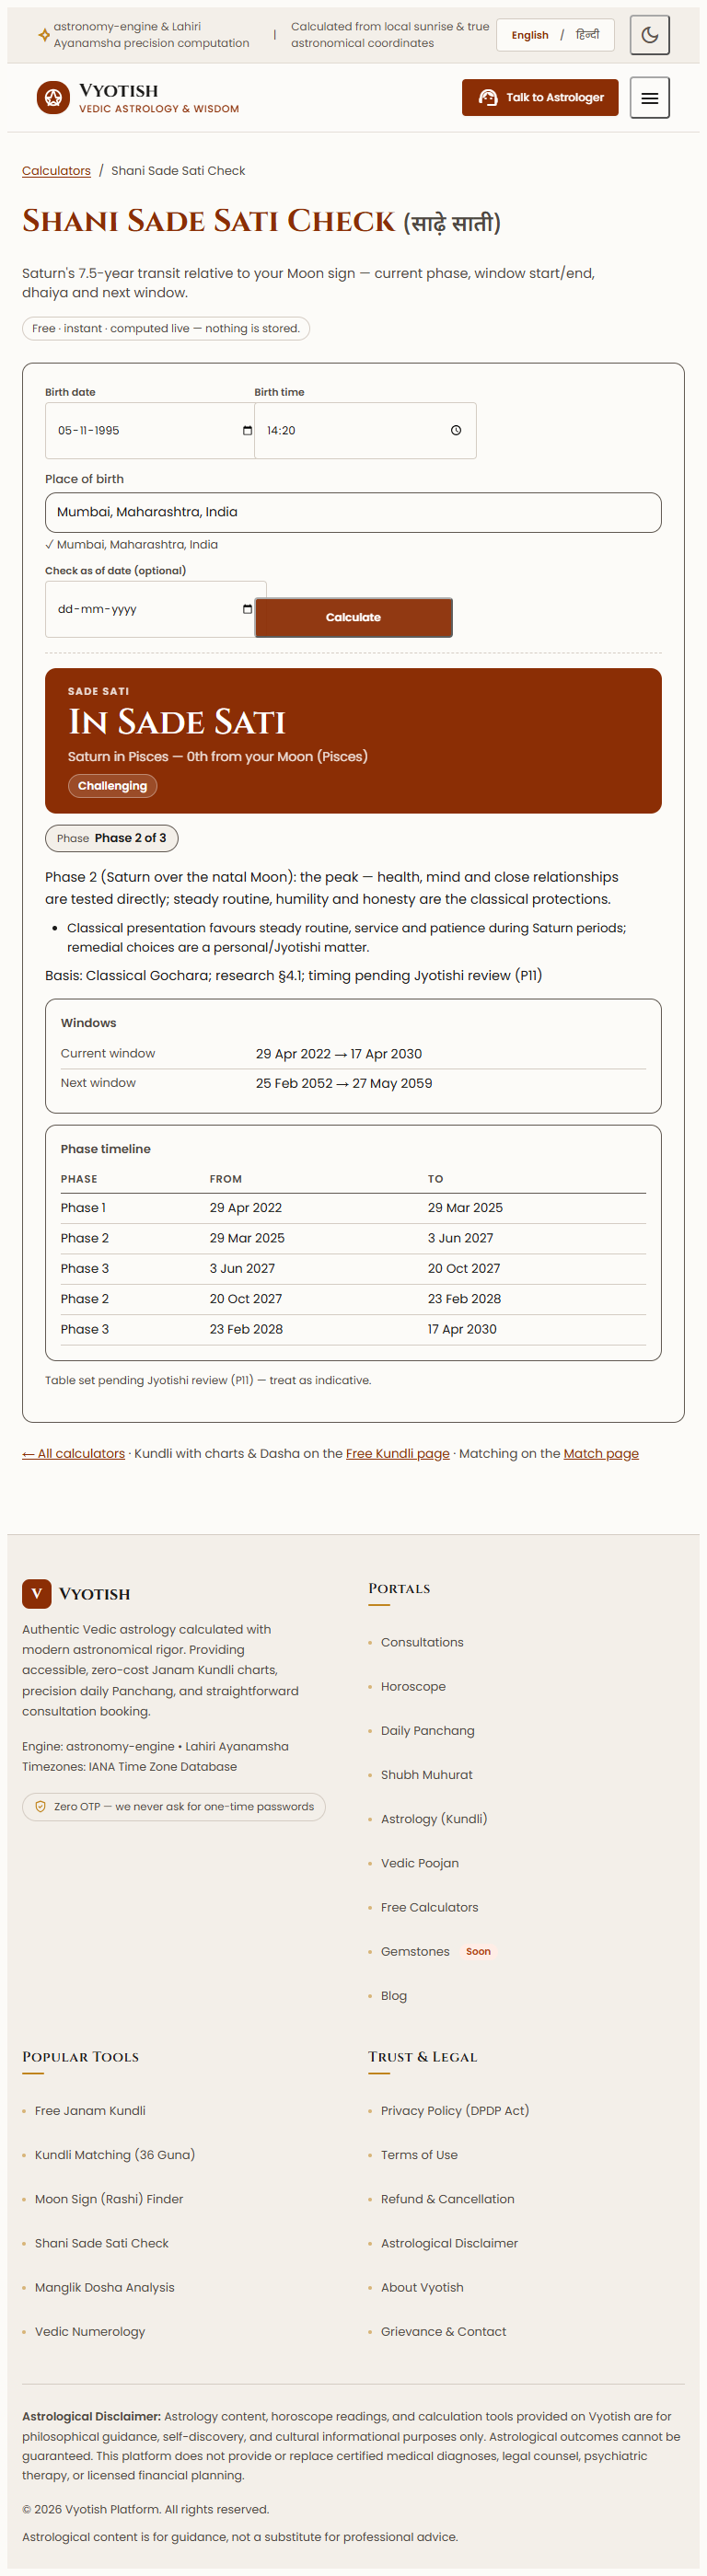 astronomy-engine & Lahiri
Ayanamsha precision computation
|
Calculated from local sunrise & true
astronomical coordinates
English / हिन्दी
Vyotish
VEDIC ASTROLOGY & WISDOM
Talk to Astrologer
Calculators / Shani Sade Sati Check
Shani Sade Sati Check (साढ़े साती)
Saturn's 7.5-year transit relative to your Moon sign — current phase, window start/end,
dhaiya and next window.
Free · instant · computed live — nothing is stored.
Birth date
Birth time
05-11-1995
14:20
Place of birth
Mumbai, Maharashtra, India
✓ Mumbai, Maharashtra, India
Check as of date (optional)
dd-mm-yyyy
Calculate
SADE SATI
In Sade Sati
Saturn in Pisces — 0th from your Moon (Pisces)
Challenging
Phase Phase 2 of 3
Phase 2 (Saturn over the natal Moon): the peak — health, mind and close relationships
are tested directly; steady routine, humility and honesty are the classical protections.
• Classical presentation favours steady routine, service and patience during Saturn periods;
remedial choices are a personal/Jyotishi matter.
Basis: Classical Gochara; research §4.1; timing pending Jyotishi review (P11)
Windows
Current window 29 Apr 2022 → 17 Apr 2030
Next window 25 Feb 2052 → 27 May 2059
Phase timeline
PHASE FROM TO
Phase 1 29 Apr 2022 29 Mar 2025
Phase 2 29 Mar 2025 3 Jun 2027
Phase 3 3 Jun 2027 20 Oct 2027
Phase 2 20 Oct 2027 23 Feb 2028
Phase 3 23 Feb 2028 17 Apr 2030
Table set pending Jyotishi review (P11) — treat as indicative.
← All calculators · Kundli with charts & Dasha on the Free Kundli page · Matching on the Match page
V Vyotish
Authentic Vedic astrology calculated with
modern astronomical rigor. Providing
accessible, zero-cost Janam Kundli charts,
precision daily Panchang, and straightforward
consultation booking.
Engine: astronomy-engine • Lahiri Ayanamsha
Timezones: IANA Time Zone Database
Zero OTP — we never ask for one-time passwords
Portals
• Consultations
• Horoscope
• Daily Panchang
• Shubh Muhurat
• Astrology (Kundli)
• Vedic Poojan
• Free Calculators
• Gemstones Soon
• Blog
Popular Tools
• Free Janam Kundli
• Kundli Matching (36 Guna)
• Moon Sign (Rashi) Finder
• Shani Sade Sati Check
• Manglik Dosha Analysis
• Vedic Numerology
Trust & Legal
• Privacy Policy (DPDP Act)
• Terms of Use
• Refund & Cancellation
• Astrological Disclaimer
• About Vyotish
• Grievance & Contact
Astrological Disclaimer: Astrology content, horoscope readings, and calculation tools provided on Vyotish are for
philosophical guidance, self-discovery, and cultural informational purposes only. Astrological outcomes cannot be
guaranteed. This platform does not provide or replace certified medical diagnoses, legal counsel, psychiatric
therapy, or licensed financial planning.
© 2026 Vyotish Platform. All rights reserved.
Astrological content is for guidance, not a substitute for professional advice.